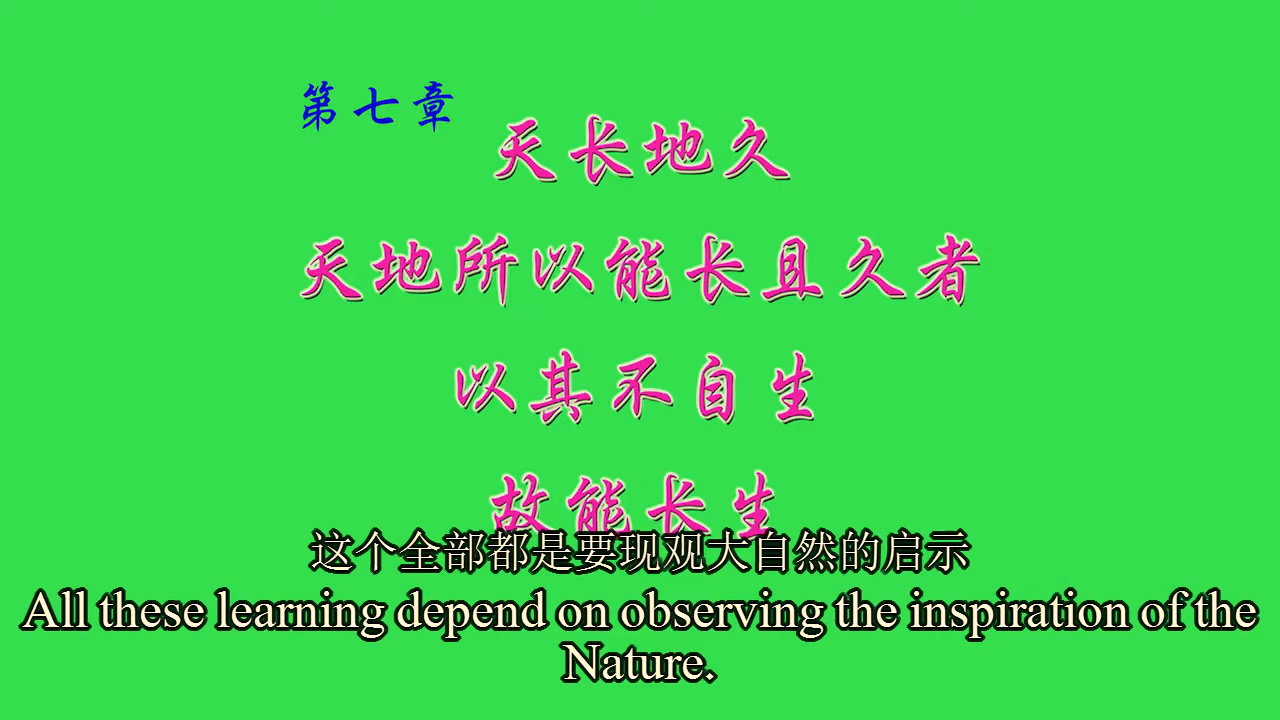 第七章
天长地久
天地所以能长且久者
以其不自生
故能长生
这个全部都是要现观大自然的启示
All these learning depend on observing the inspiration of the
Nature.